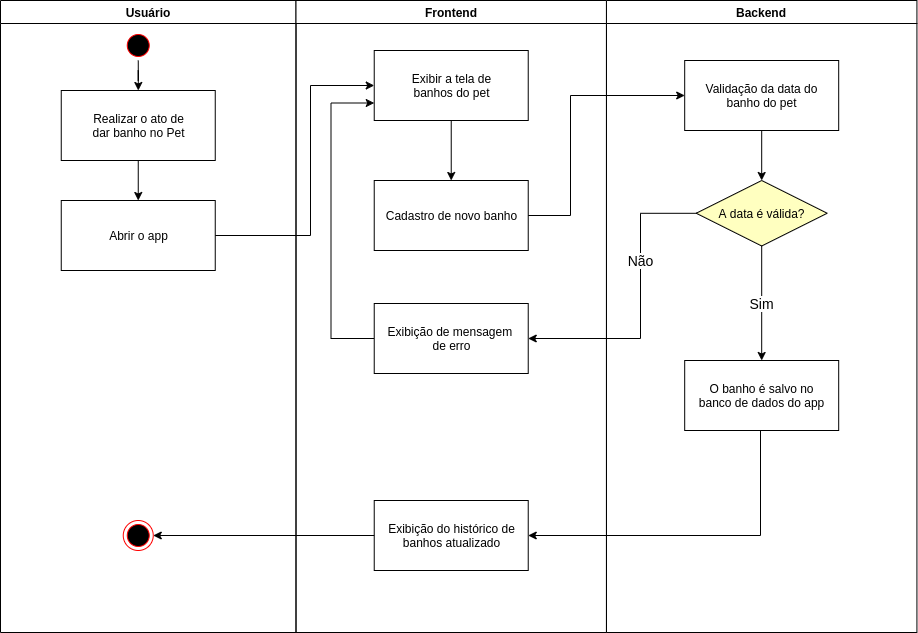 Usuário
Frontend
Backend
Realizar o ato de
dar banho no Pet
Abrir o app
Exibir a tela de
banhos do pet
Cadastro de novo banho
Validação da data do
banho do pet
A data é válida?
Não
Sim
Exibição de mensagem
de erro
O banho é salvo no
banco de dados do app
Exibição do histórico de
banhos atualizado